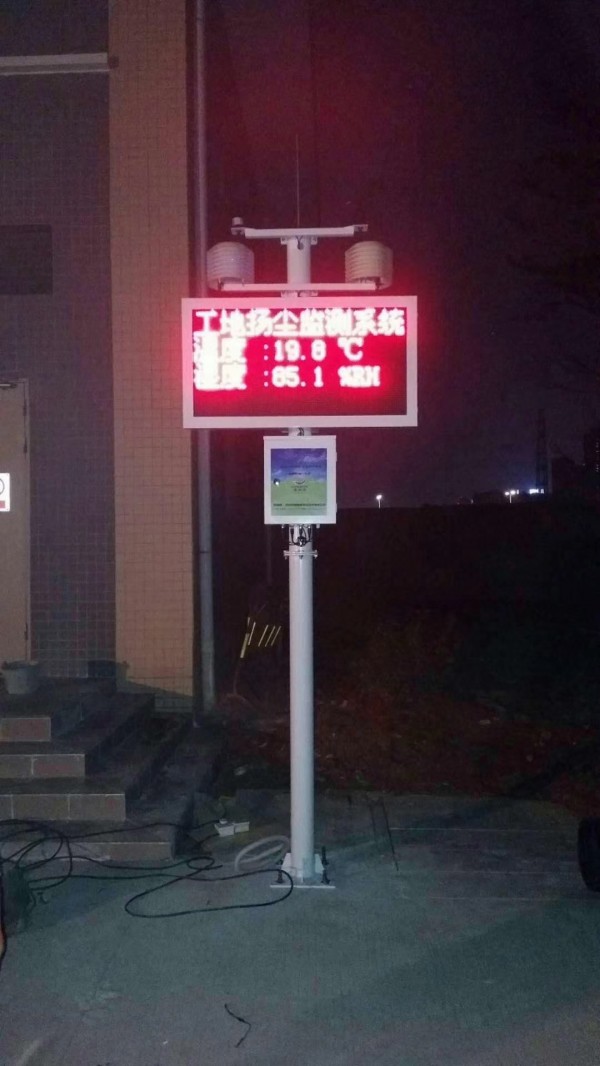 工地扬尘监测系统
温度 :19.8 ℃
湿度 :65.1 %RH